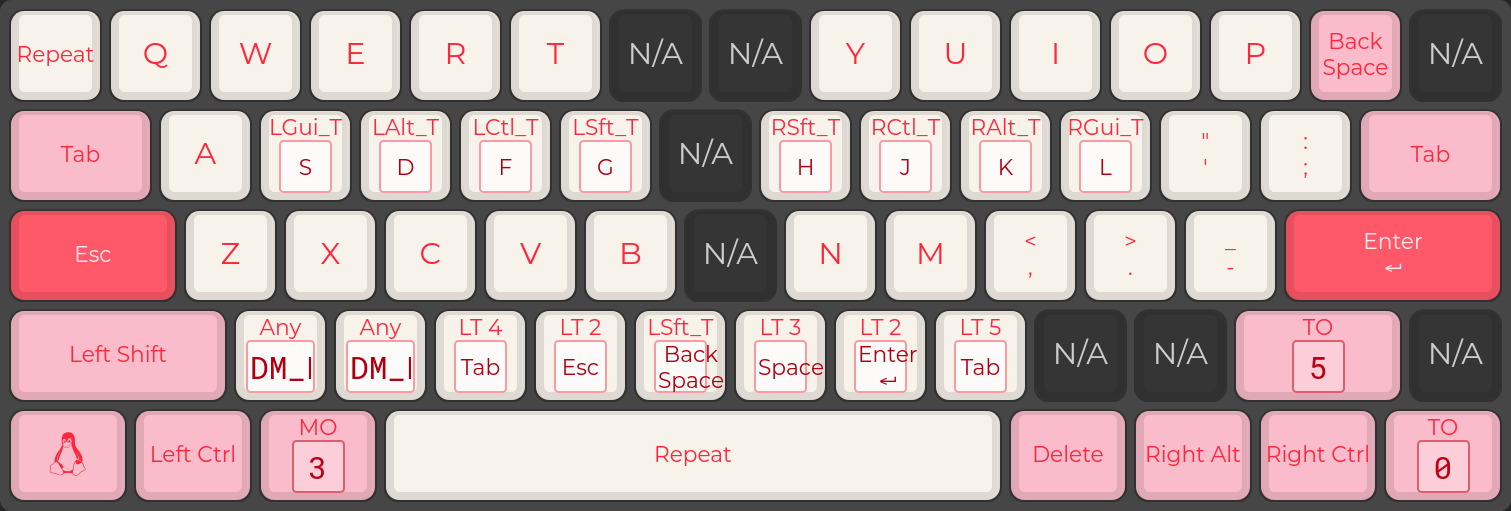 Repeat Q W E R T N/A N/A Y U I O P Back Space N/A
Tab A LGui_T S LAlt_T D LCtl_T F LSft_T G N/A RSft_T H RCtl_T J RAlt_T K RGui_T L " ' : ; Tab
Esc Z X C V B N/A N M < , > . _ - Enter ↵
Left Shift Any DM_ Any DM_ LT 4 Tab LT 2 Esc LSft_T Back Space LT 3 Space LT 2 Enter ↵ LT 5 Tab N/A N/A TO 5 N/A
Left Ctrl MO 3 Repeat Delete Right Alt Right Ctrl TO 0